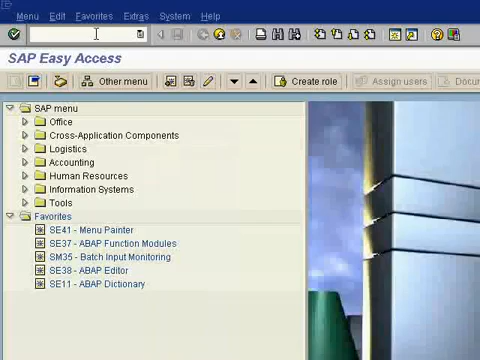 Menu Edit Favorites Extras System Help
SAP Easy Access
Other menu Create role Assign users Docu
SAP menu
Office
Cross-Application Components
Logistics
Accounting
Human Resources
Information Systems
Tools
Favorites
SE41 - Menu Painter
SE37 - ABAP Function Modules
SM35 - Batch Input Monitoring
SE38 - ABAP Editor
SE11 - ABAP Dictionary